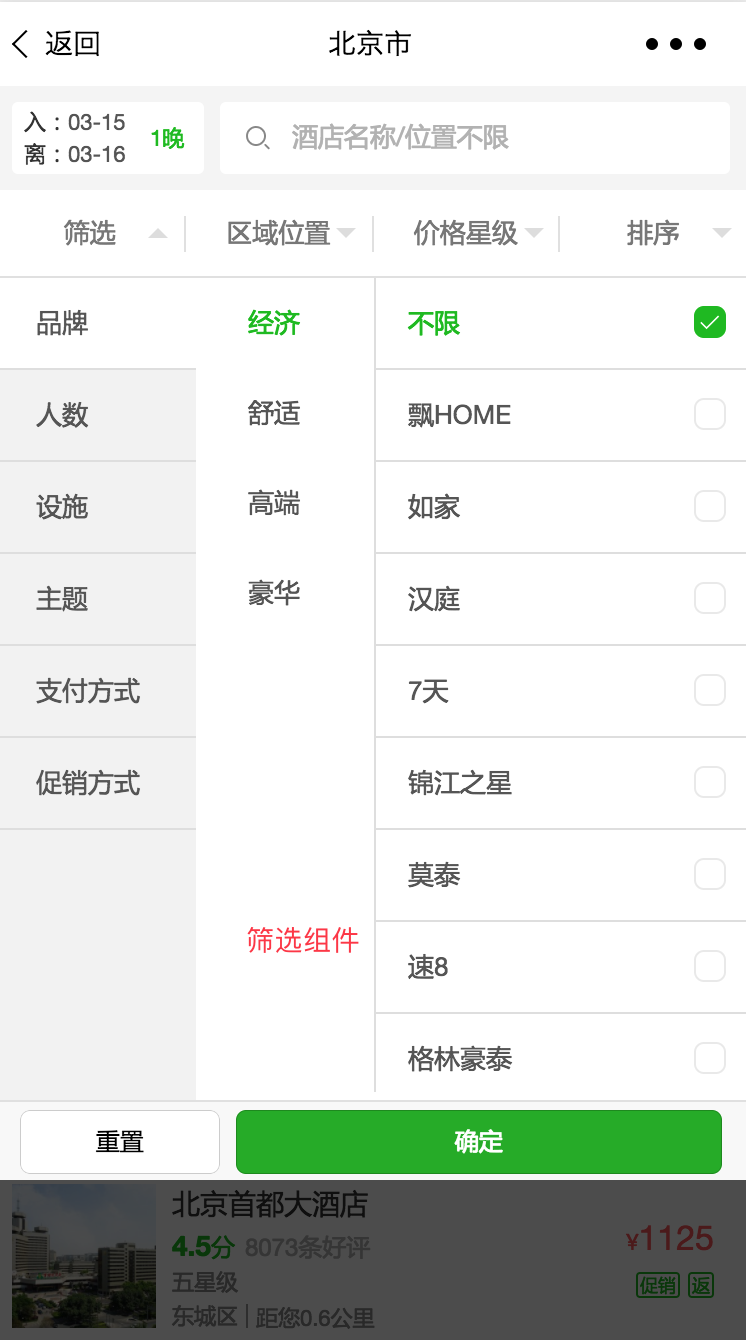 返回
北京市
入：03-15
离：03-16
1晚
酒店名称/位置不限
筛选
区域位置
价格星级
排序
品牌
人数
设施
主题
支付方式
促销方式
经济
舒适
高端
豪华
筛选组件
不限
飘HOME
如家
汉庭
7天
锦江之星
莫泰
速8
格林豪泰
重置
确定
北京首都大酒店
4.5分 8073条好评
¥1125
五星级
促销 返
东城区 距您0.6公里